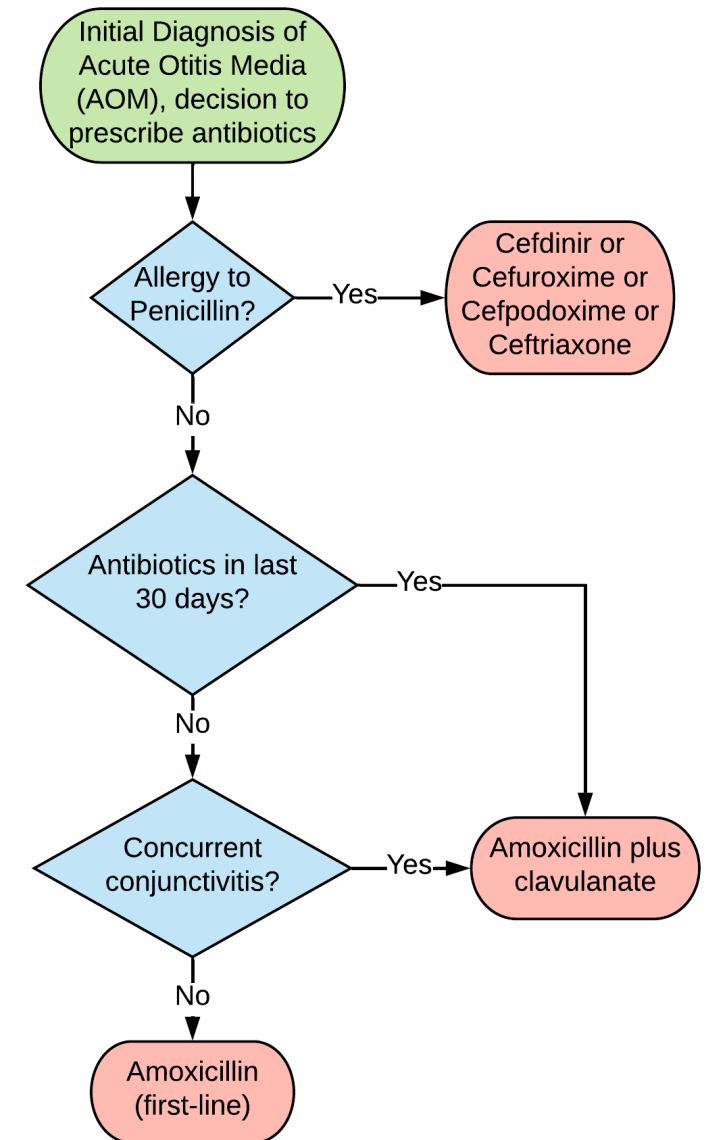 Initial Diagnosis of
Acute Otitis Media
(AOM), decision to
prescribe antibiotics
Allergy to
Penicillin?
Yes
Cefdinir or
Cefuroxime or
Cefpodoxime or
Ceftriaxone
No
Antibiotics in last
30 days?
Yes
No
Concurrent
conjunctivitis?
Yes
Amoxicillin plus
clavulanate
No
Amoxicillin
(first-line)